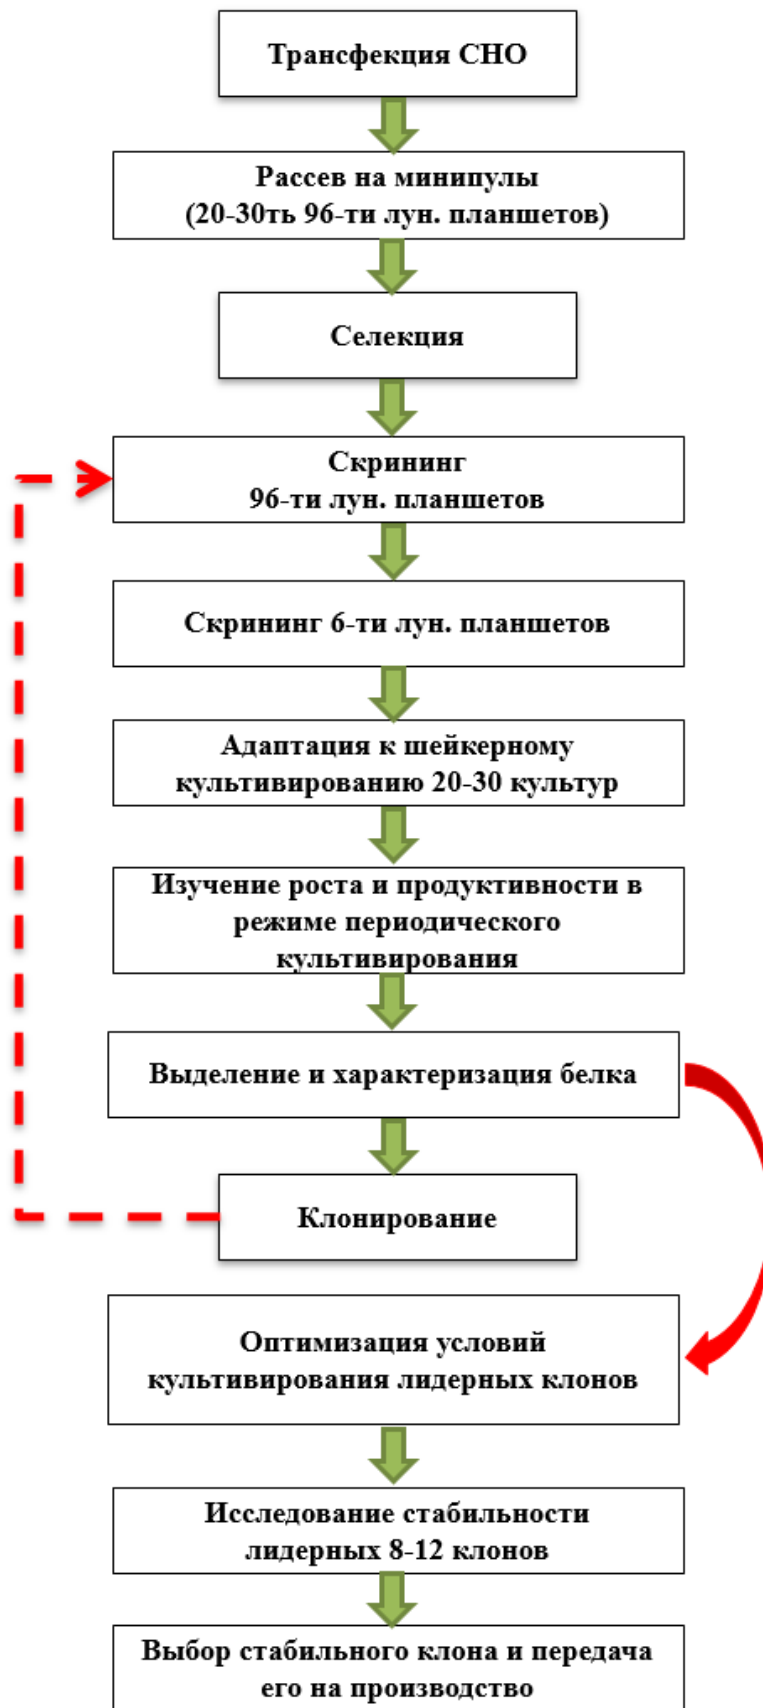 Трансфекция СНО
Рассев на минипулы
(20-30ть 96-ти лун. планшетов)
Селекция
Скрининг
96-ти лун. планшетов
Скрининг 6-ти лун. планшетов
Адаптация к шейкерному
культивированию 20-30 культур
Изучение роста и продуктивности в
режиме периодического
культивирования
Выделение и характеризация белка
Клонирование
Оптимизация условий
культивирования лидерных клонов
Исследование стабильности
лидерных 8-12 клонов
Выбор стабильного клона и передача
его на производство